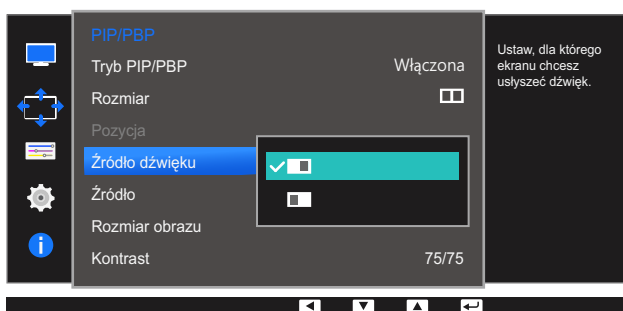 PIP/PBP
Tryb PIP/PBP Włączona
Rozmiar
Pozycja
Źródło dźwięku
Źródło
Rozmiar obrazu
Kontrast 75/75
Ustaw, dla którego
ekranu chcesz
usłyszeć dźwięk.